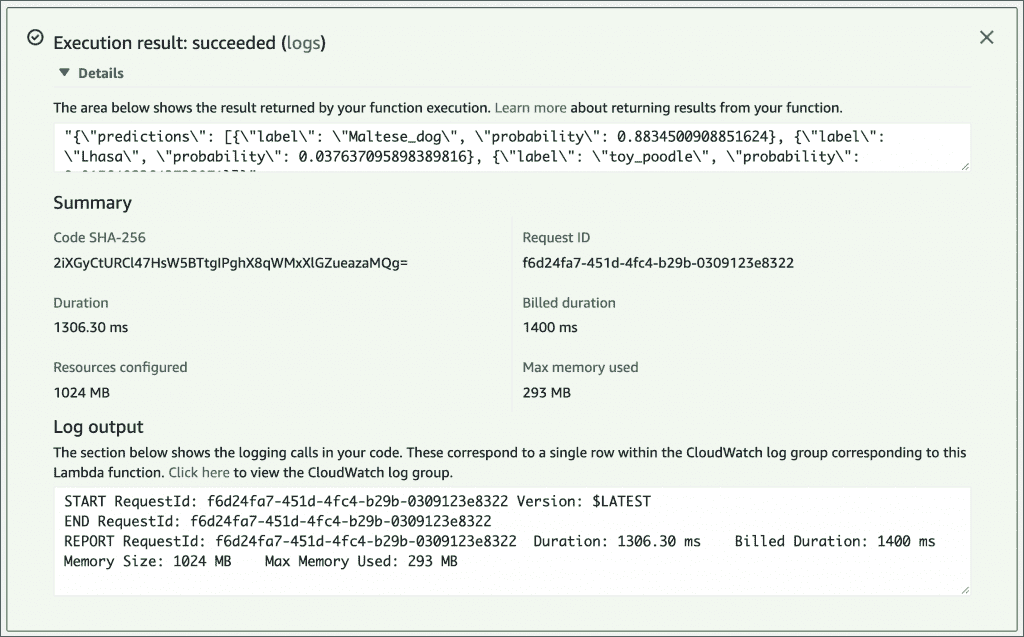 Execution result: succeeded (logs)
Details
The area below shows the result returned by your function execution. Learn more about returning results from your function.
"{\"predictions\": [{\"label\": \"Maltese_dog\", \"probability\": 0.8834500908851624}, {\"label\":
\"Lhasa\", \"probability\": 0.037637095898389816}, {\"label\": \"toy_poodle\", \"probability\":
Summary
Code SHA-256
Request ID
2iXGyCtURCl47HsW5BTtgIPghX8qWMxXlGZueazaMQg=
f6d24fa7-451d-4fc4-b29b-0309123e8322
Duration
Billed duration
1306.30 ms
1400 ms
Resources configured
Max memory used
1024 MB
293 MB
Log output
The section below shows the logging calls in your code. These correspond to a single row within the CloudWatch log group corresponding to this
Lambda function. Click here to view the CloudWatch log group.
START RequestId: f6d24fa7-451d-4fc4-b29b-0309123e8322 Version: $LATEST
END RequestId: f6d24fa7-451d-4fc4-b29b-0309123e8322
REPORT RequestId: f6d24fa7-451d-4fc4-b29b-0309123e8322  Duration: 1306.30 ms    Billed Duration: 1400 ms
Memory Size: 1024 MB    Max Memory Used: 293 MB